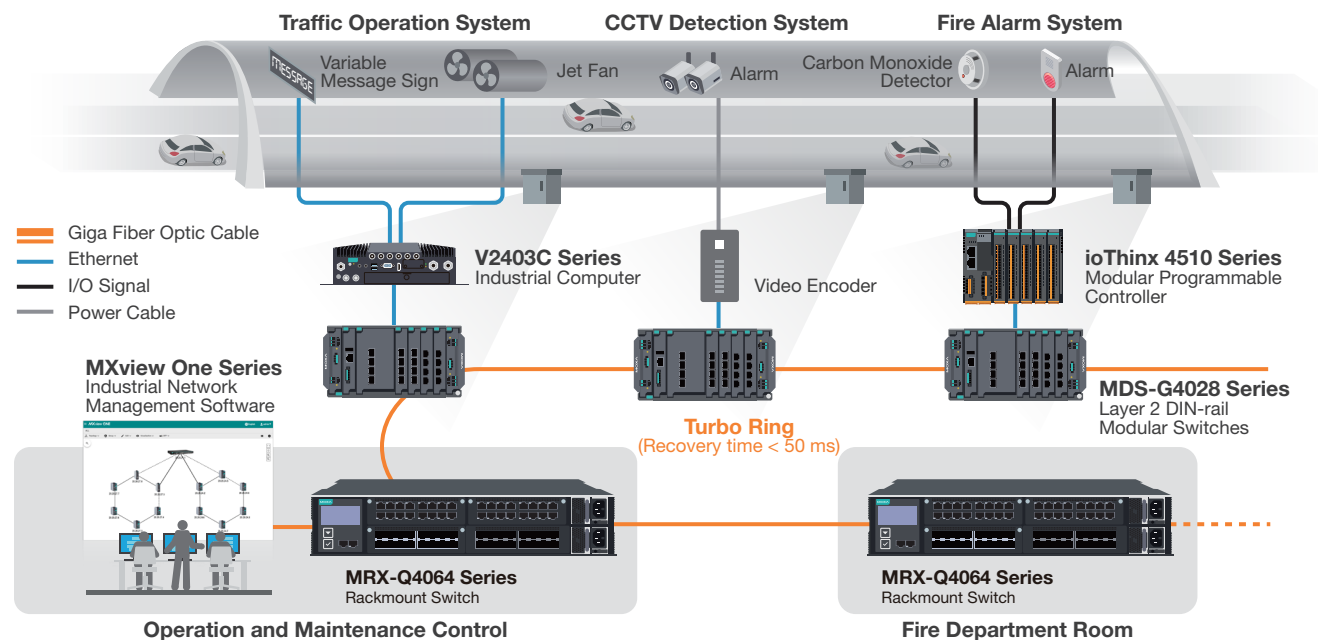 Traffic Operation System
CCTV Detection System
Fire Alarm System
MESSAGE
Variable
Message Sign
Jet Fan
Alarm
Carbon Monoxide
Detector
Alarm
Giga Fiber Optic Cable
Ethernet
I/O Signal
Power Cable
V2403C Series
Industrial Computer
Video Encoder
ioThinx 4510 Series
Modular Programmable
Controller
MXview One Series
Industrial Network
Management Software
Turbo Ring
(Recovery time < 50 ms)
MDS-G4028 Series
Layer 2 DIN-rail
Modular Switches
MRX-Q4064 Series
Rackmount Switch
MRX-Q4064 Series
Rackmount Switch
Operation and Maintenance Control
Fire Department Room